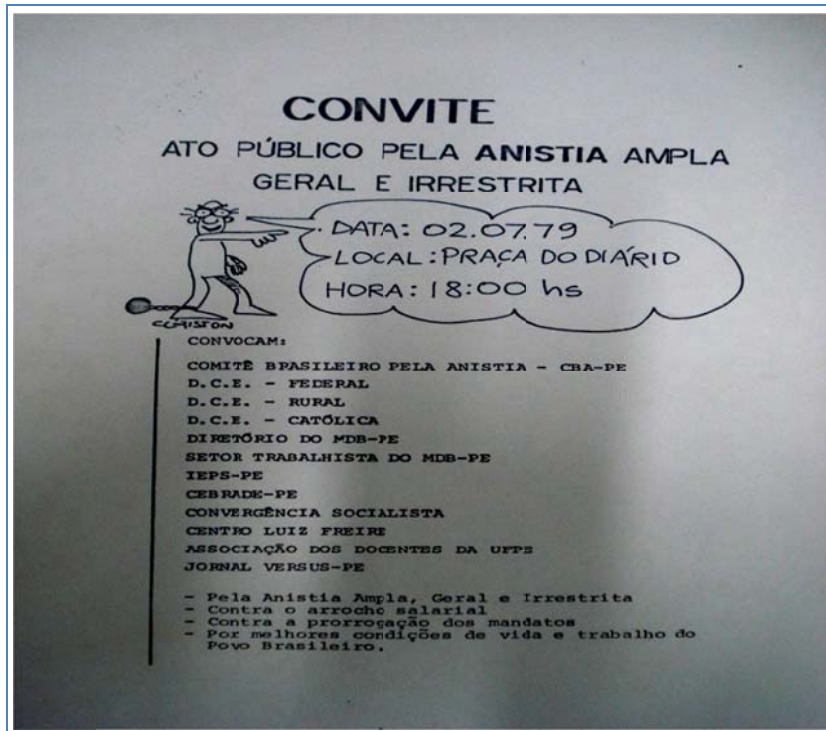 CONVITE
ATO PÚBLICO PELA ANISTIA AMPLA
GERAL E IRRESTRITA
DATA: 02.07.79
LOCAL: PRAÇA DO DIÁRIO
HORA: 18:00 hs
CONVOCAM:
COMITÊ BRASILEIRO PELA ANISTIA - CBA-PE
D.C.E. - FEDERAL
D.C.E. - RURAL
D.C.E. - CATÓLICA
DIRETÓRIO DO MDB-PE
SETOR TRABALHISTA DO MDB-PE
IEPS-PE
CEBRADE-PE
CONVERGÊNCIA SOCIALISTA
CENTRO LUIZ FREIRE
ASSOCIAÇÃO DOS DOCENTES DA
JORNAL VERSUS-PE
- Pela Anistia Ampla, Geral e Irrestrita
- Contra o arrocho salarial
- Contra a prorrogação dos mandatos
- Por melhores condições de vida e trabalho do
Povo Brasileiro.